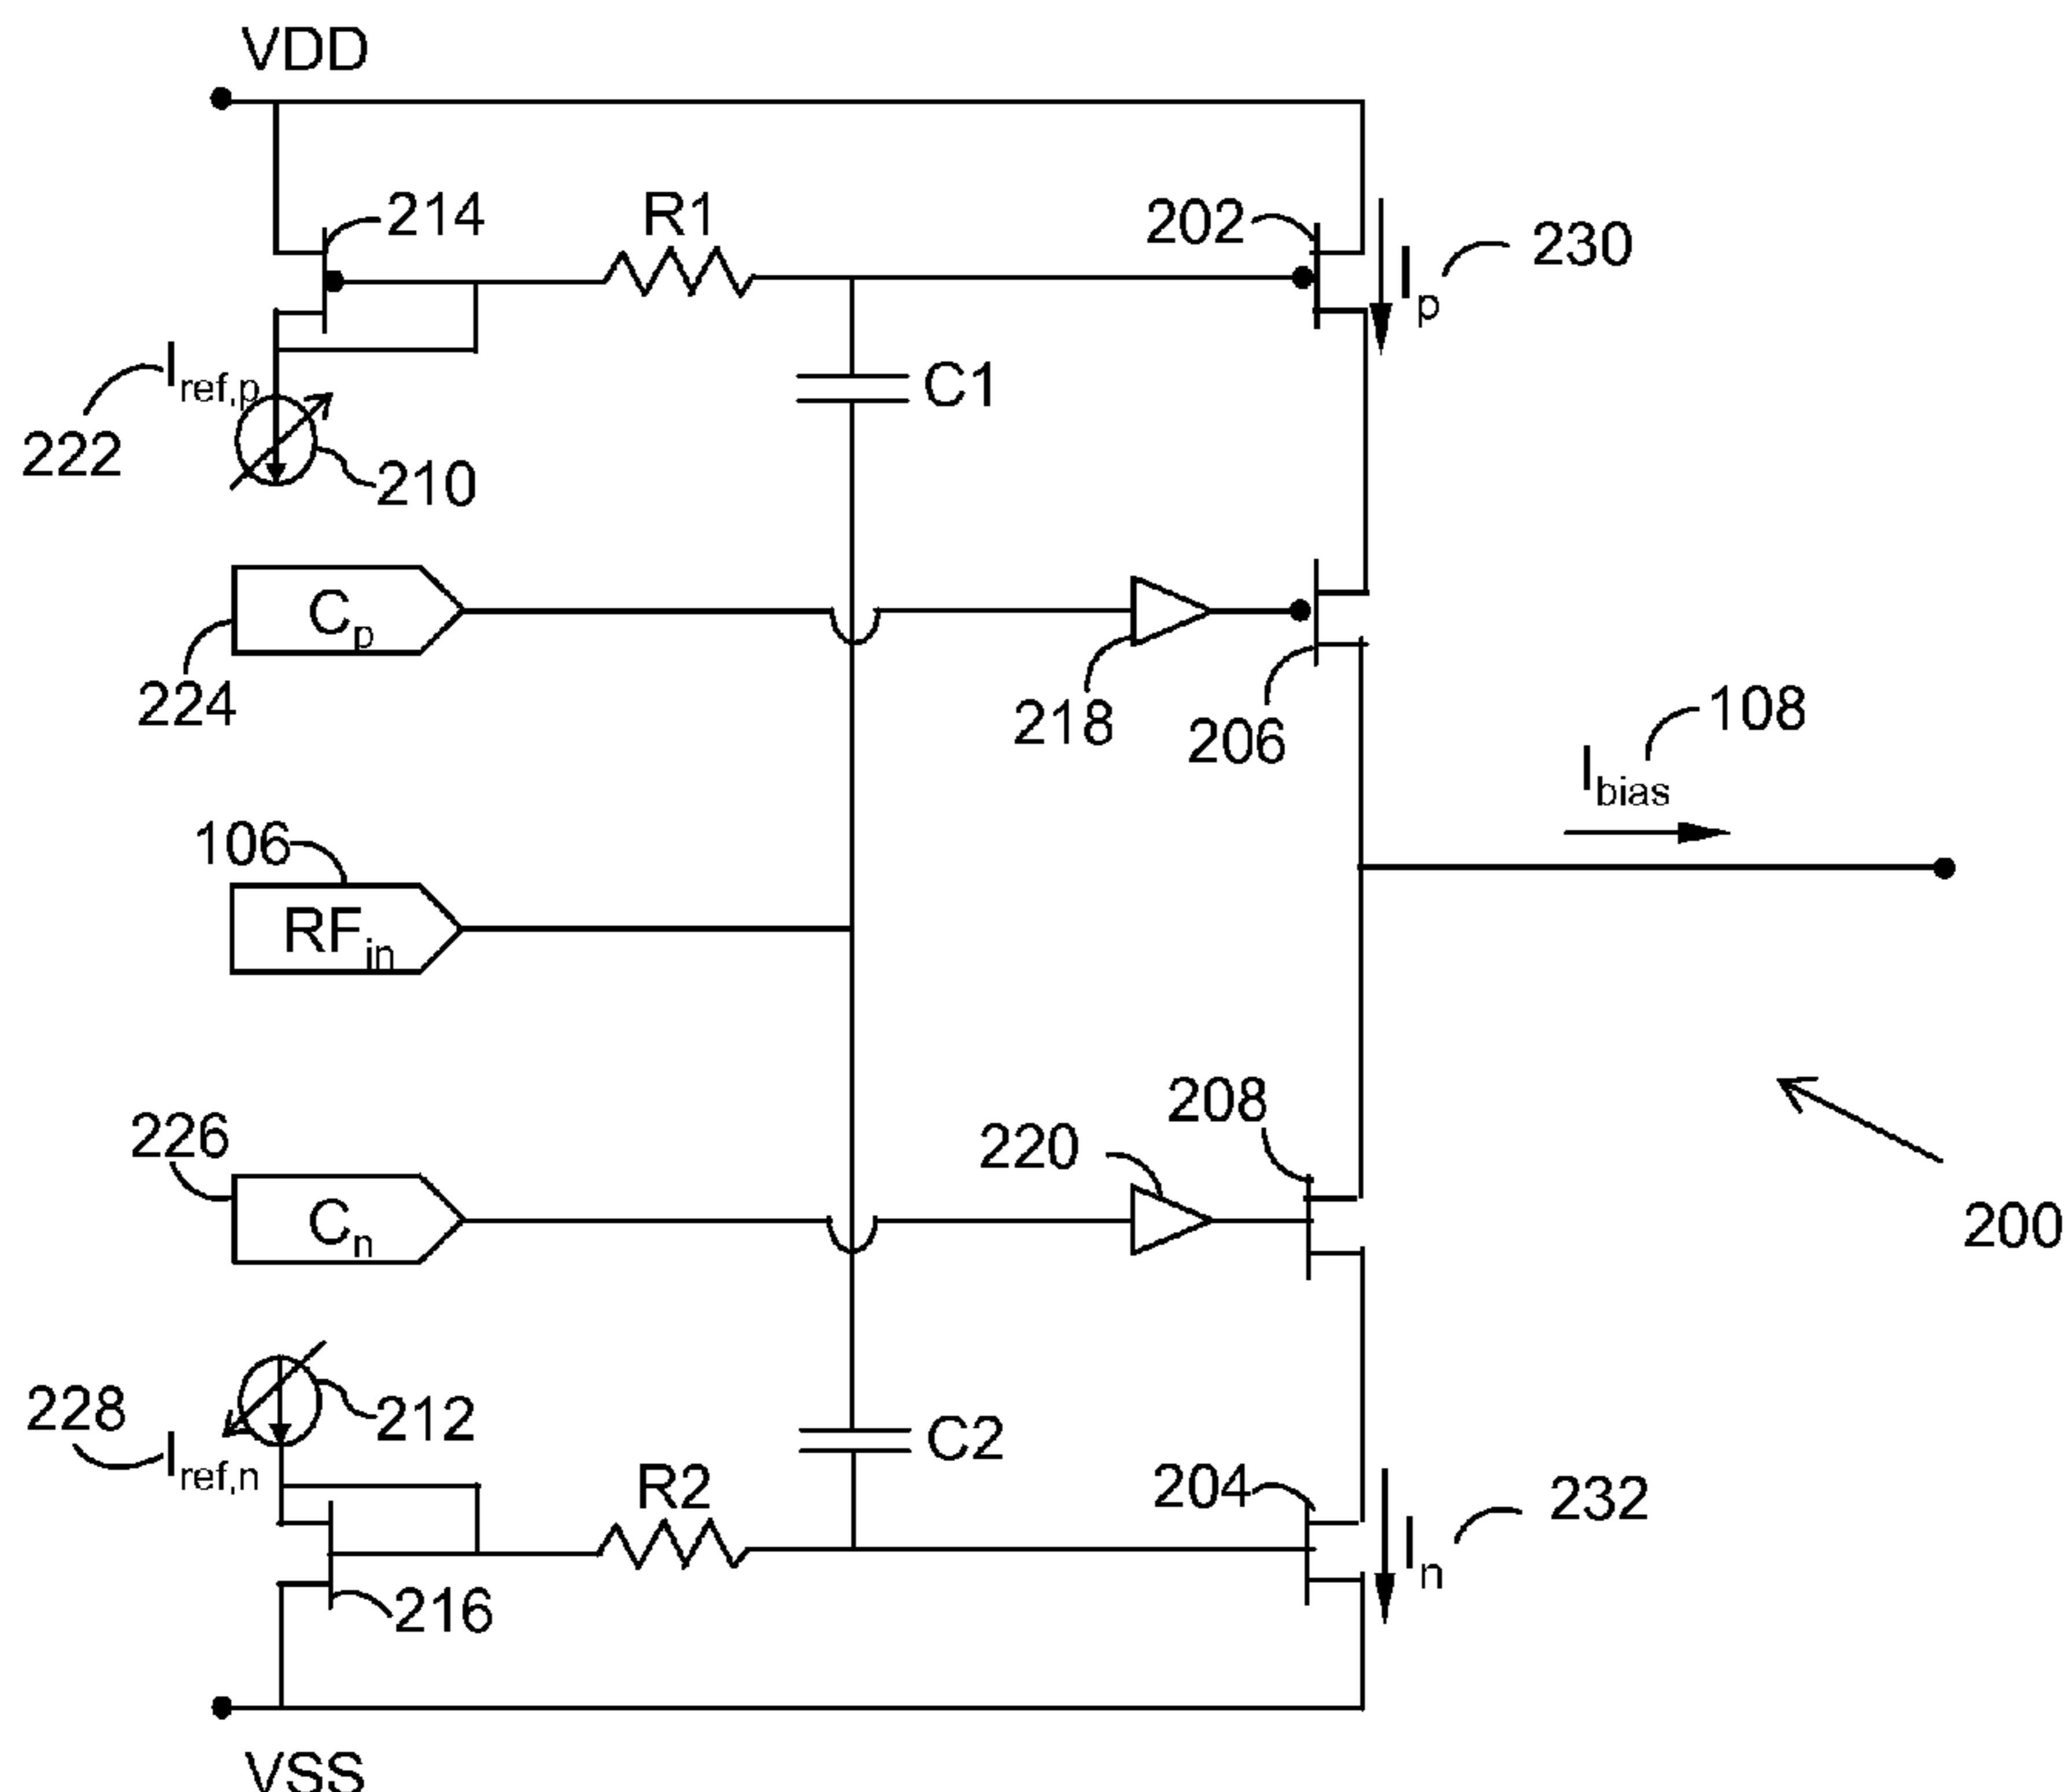 VDD
214
R1
202
230
Ip
Iref,p
C1
222
210
Cp
224
218
206
108
Ibias
106
RFin
208
226
220
Cn
200
228
212
Iref,n
C2
R2
204
232
In
216
VSS